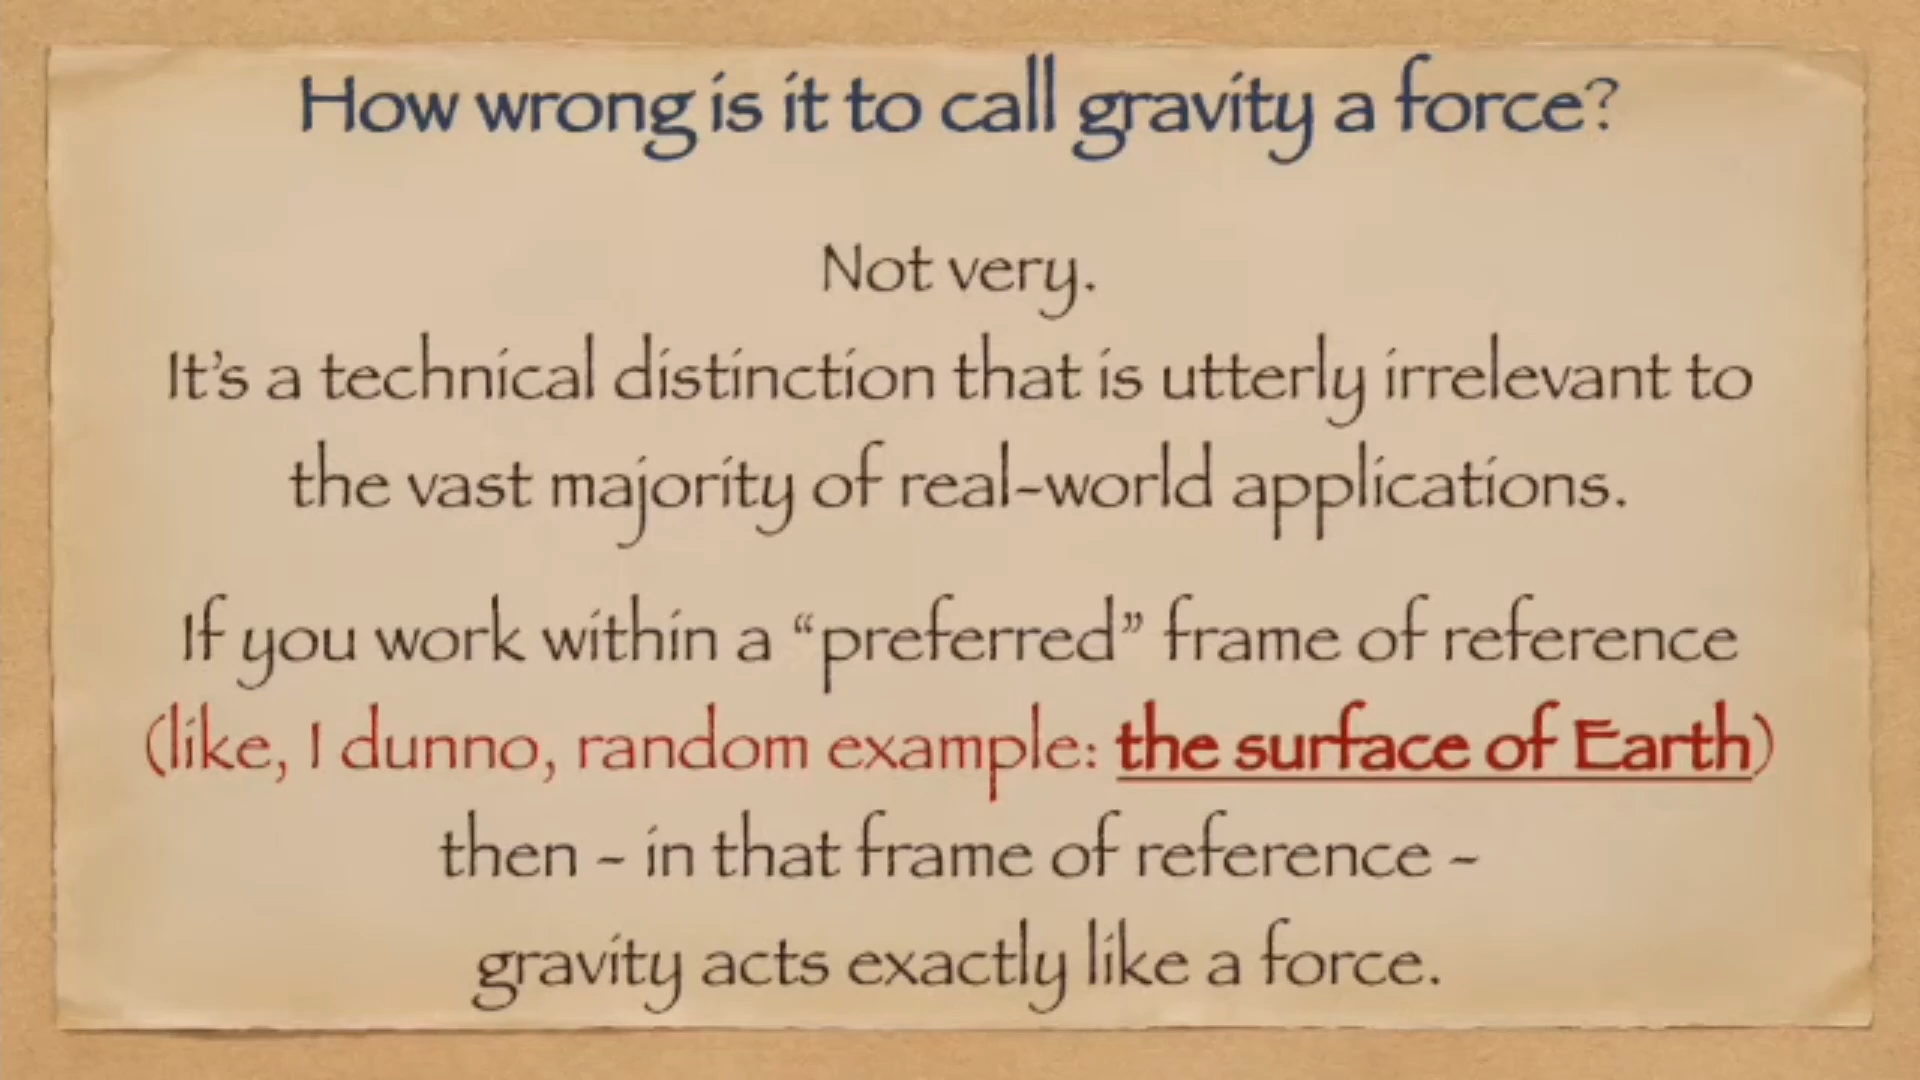 How wrong is it to call gravity a force?
Not very.
It’s a technical distinction that is utterly irrelevant to
the vast majority of real-world applications.
If you work within a “preferred” frame of reference
(like, I dunno, random example: the surface of Earth)
then - in that frame of reference -
gravity acts exactly like a force.